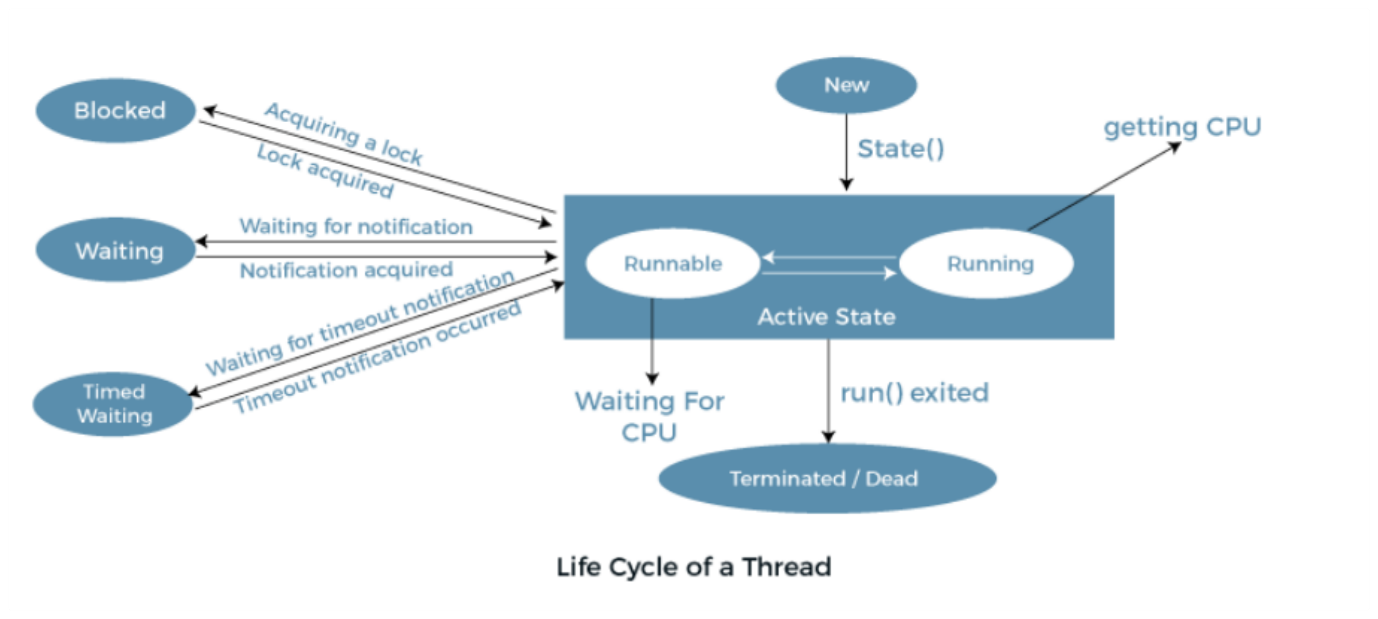 New
State()
getting CPU
Blocked
Acquiring a lock
Lock acquired
Waiting
Waiting for notification
Notification acquired
Timed
Waiting
Waiting for timeout notification
Timeout notification occurred
Runnable
Running
Active State
Waiting For
CPU
run() exited
Terminated / Dead
Life Cycle of a Thread